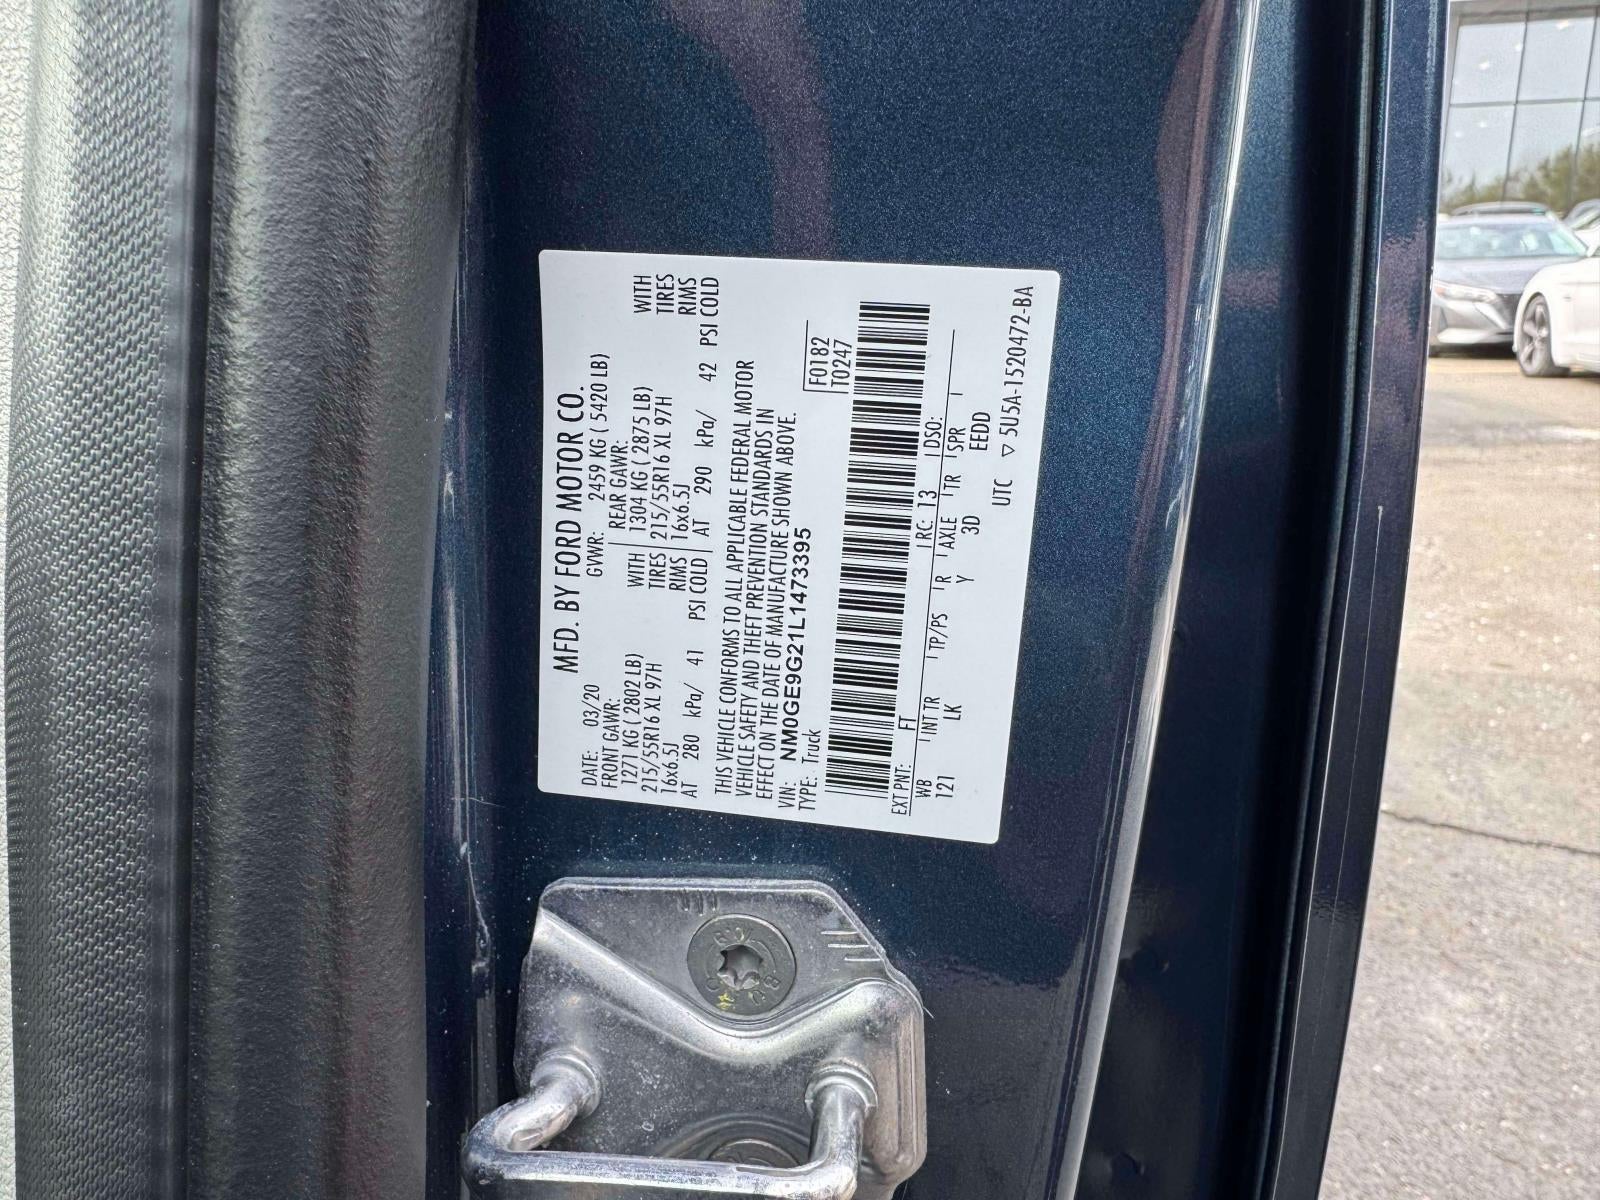 MFD. BY FORD MOTOR CO.
DATE: 03/20 GVWR: 2459 KG ( 5420 LB)
FRONT GAWR: REAR GAWR:
1271 KG ( 2802 LB) WITH 1304 KG ( 2875 LB) WITH
215/55R16 XL 97H TIRES 215/55R16 XL 97H TIRES
16x6.5J RIMS 16x6.5J RIMS
AT 280 kPa/ 41 PSI COLD AT 290 kPa/ 42 PSI COLD
THIS VEHICLE CONFORMS TO ALL APPLICABLE FEDERAL MOTOR
VEHICLE SAFETY AND THEFT PREVENTION STANDARDS IN
EFFECT ON THE DATE OF MANUFACTURE SHOWN ABOVE.
VIN: NM0GE9G21L1473395 F0182
TYPE: Truck T0247
EXT PNT: FT RC: 13 DSO:
WB INT TR TP/PS R AXLE TR SPR
121 LK Y 3D EEDD
UTC ▽ 5U5A-1520472-BA